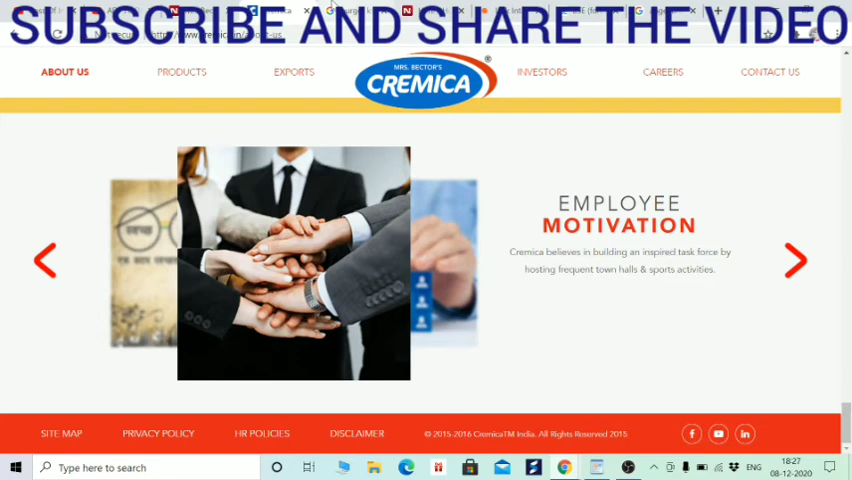 SUBSCRIBE AND SHARE THE VIDEO
ABOUT US PRODUCTS EXPORTS INVESTORS CAREERS CONTACT US
MRS. BECTOR'S
CREMICA
®
EMPLOYEE
MOTIVATION
Cremica believes in building an inspired task force by
hosting frequent town halls & sports activities.
SITE MAP PRIVACY POLICY HR POLICIES DISCLAIMER © 2015-2016 CremicaTM India. All Rights Reserved 2015.
Type here to search
ENG
18:27
08-12-2020